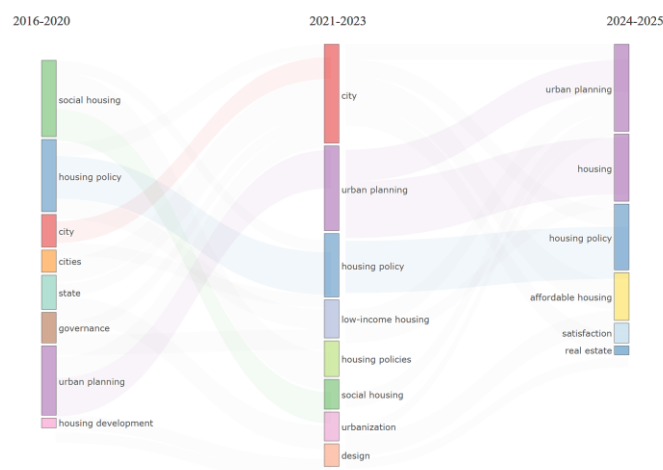 2016-2020
2021-2023
2024-2025
social housing
housing policy
city
cities
state
governance
urban planning
housing development
city
urban planning
housing policy
low-income housing
housing policies
social housing
urbanization
design
urban planning
housing
housing policy
affordable housing
satisfaction
real estate